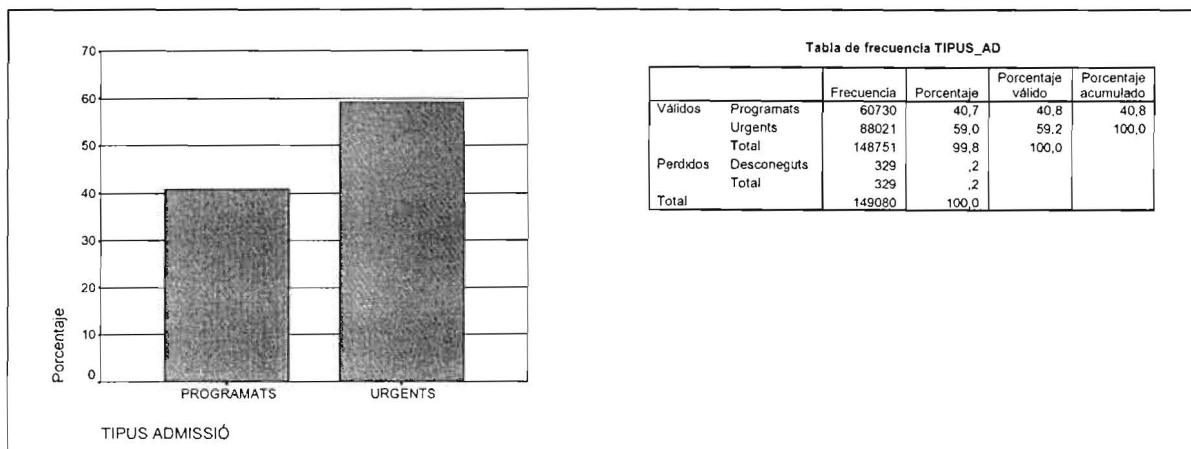 70
60
50
40
30
20
10
0
Porcentaje
PROGRAMATS URGENTS
TIPUS ADMISSIÓ
Tabla de frecuencia TIPUS_AD
Frecuencia Porcentaje Porcentaje válido Porcentaje acumulado
Válidos Programats 60730 40,7 40,8 40,8
Urgents 88021 59,0 59,2 100,0
Total 148751 99,8 100,0
Perdidos Desconeguts 329 ,2
Total 329 ,2
Total 149080 100,0